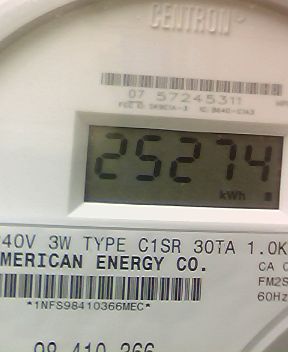 CENTRON
07 57245311
25274
kWh
240V 3W TYPE C1SR 30TA 1.0K
MERICAN ENERGY CO.
CA
FM2S
60Hz
*1NFS98410366MEC*
98 410 366